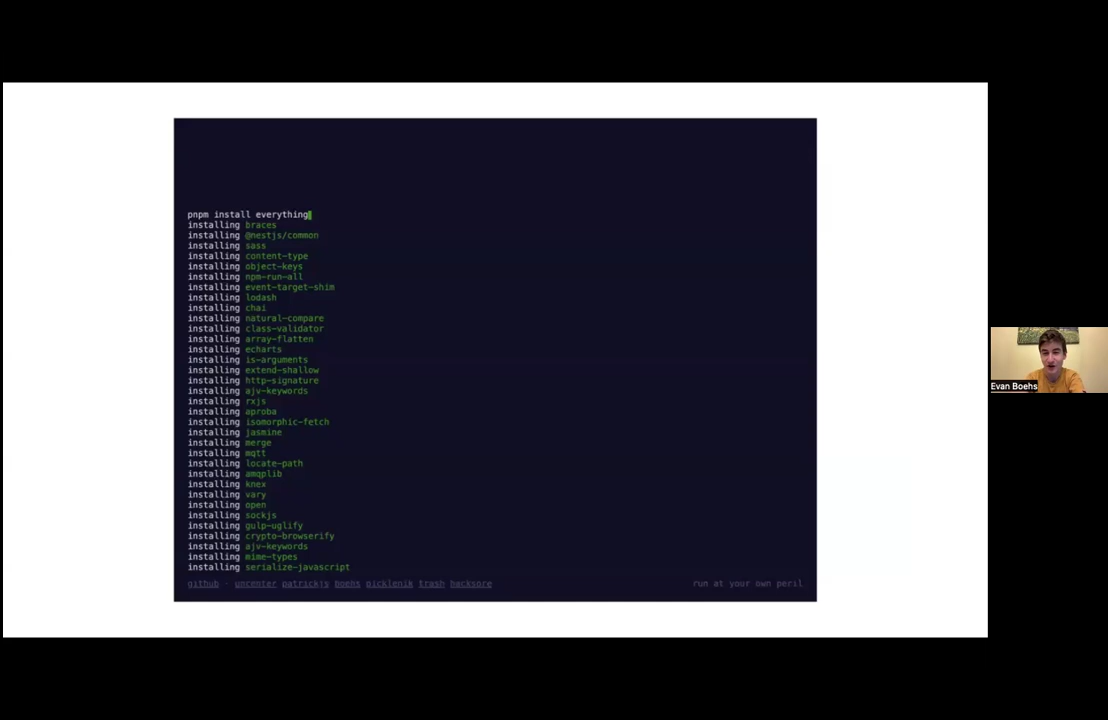 pnpm install everything
installing braces
installing @nestjs/common
installing sass
installing content-type
installing object-keys
installing npm-run-all
installing event-target-shim
installing lodash
installing chai
installing natural-compare
installing class-validator
installing array-flatten
installing echarts
installing is-arguments
installing extend-shallow
installing http-signature
installing ajv-keywords
installing rxjs
installing aproba
installing isomorphic-fetch
installing jasmine
installing merge
installing mqtt
installing locate-path
installing amqplib
installing knex
installing vary
installing open
installing sockjs
installing gulp-uglify
installing crypto-browserify
installing ajv-keywords
installing mime-types
installing serialize-javascript
github · uncenter patrickjs Boehs picklenik trash hacksore run at your own peril
Evan Boehs